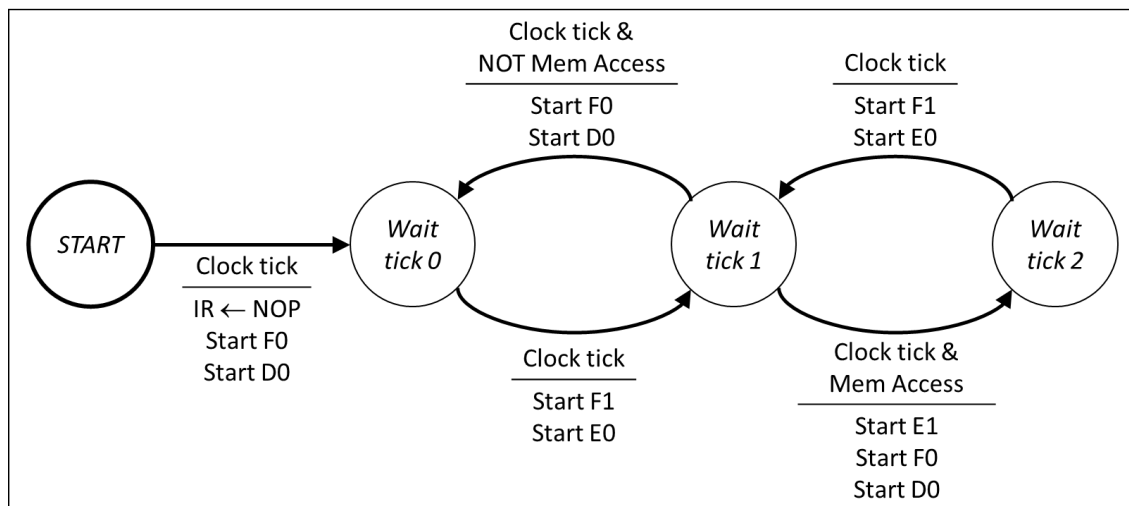 Clock tick &
NOT Mem Access
Start F0
Start D0
Clock tick
Start F1
Start E0
START
Clock tick
IR ← NOP
Start F0
Start D0
Wait
tick 0
Wait
tick 1
Wait
tick 2
Clock tick
Start F1
Start E0
Clock tick &
Mem Access
Start E1
Start F0
Start D0